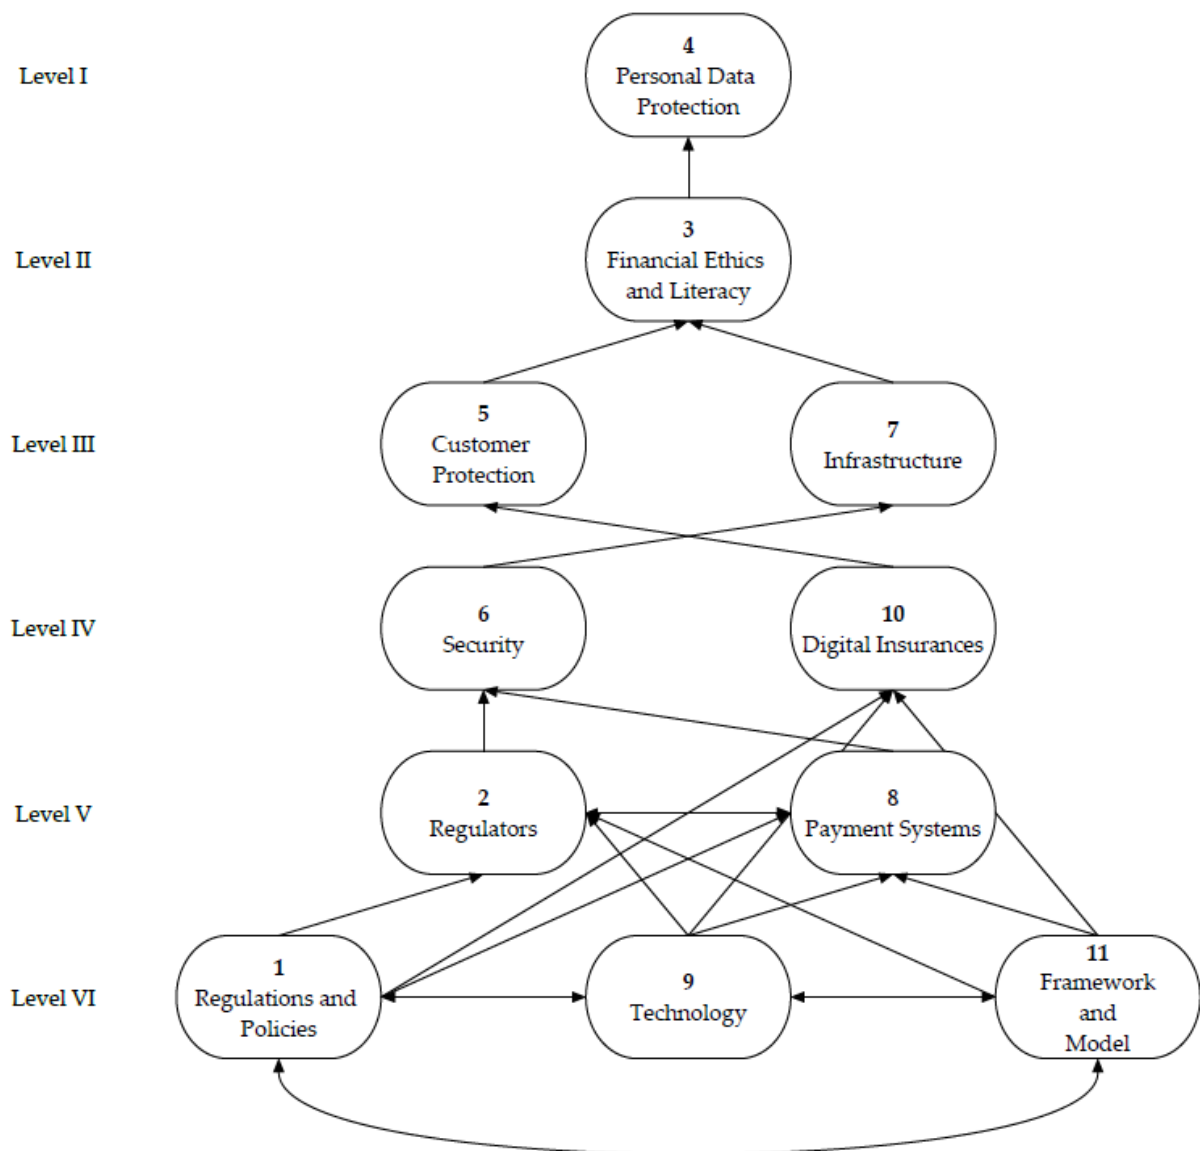 Level I
4
Personal Data
Protection
Level II
3
Financial Ethics
and Literacy
Level III
5
Customer
Protection
7
Infrastructure
Level IV
6
Security
10
Digital Insurances
Level V
2
Regulators
8
Payment Systems
Level VI
1
Regulations and
Policies
9
Technology
11
Framework
and
Model